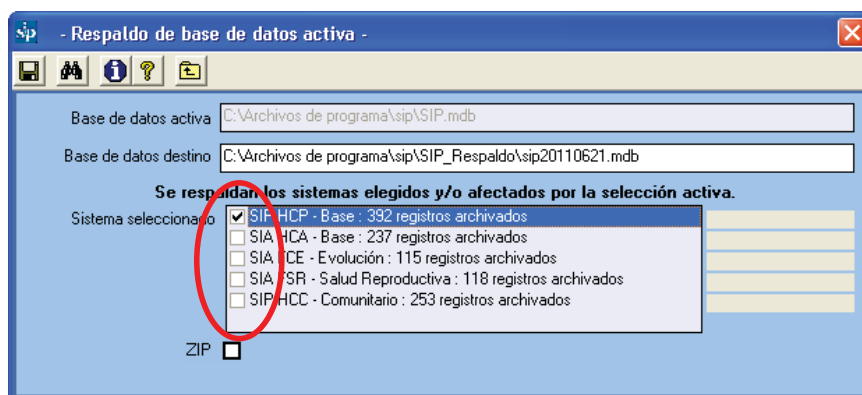 sip - Respaldo de base de datos activa -
Base de datos activa C:\Archivos de programa\sip\SIP.mdb
Base de datos destino C:\Archivos de programa\sip\SIP_Respaldo\sip20110621.mdb
Se respaldan los sistemas elegidos y/o afectados por la selección activa.
Sistema seleccionado SIP HCP - Base : 392 registros archivados
SIA HCA - Base : 237 registros archivados
SIA FCE - Evolución : 115 registros archivados
SIA FSR - Salud Reproductiva : 118 registros archivados
SIP HCC - Comunitario : 253 registros archivados
ZIP